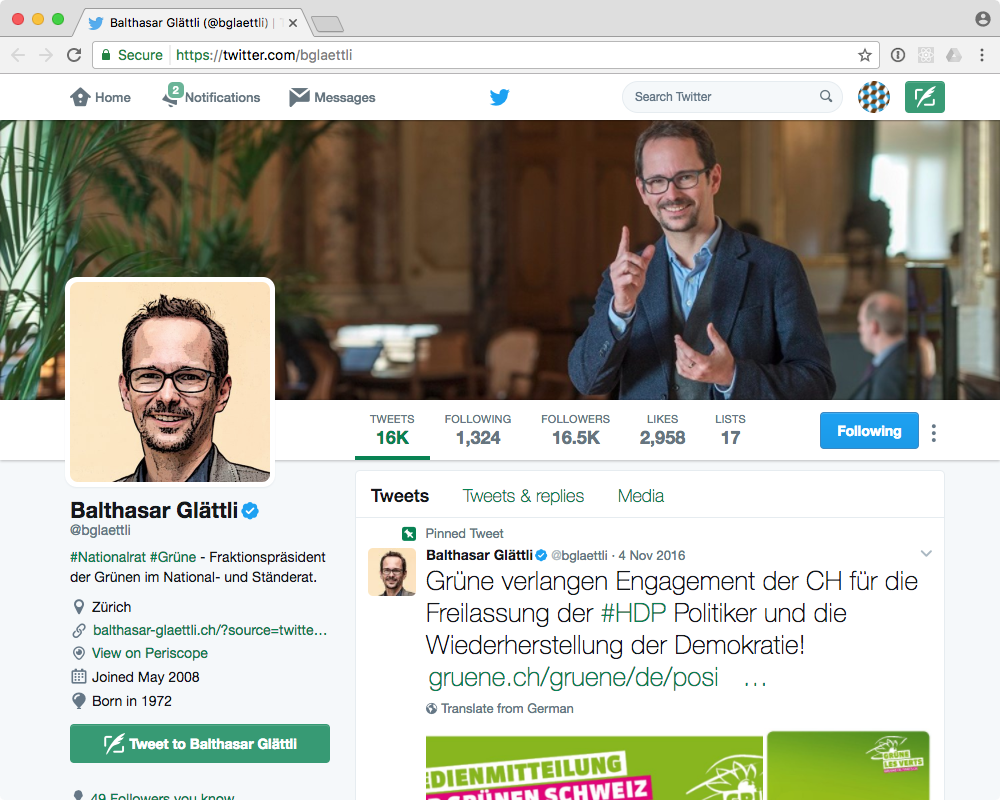 Balthasar Glättli (@bglaettli) | T
Secure https://twitter.com/bglaettli
Home 2 Notifications Messages Search Twitter
TWEETS FOLLOWING FOLLOWERS LIKES LISTS
16K 1,324 16.5K 2,958 17
Following
Balthasar Glättli
@bglaettli
#Nationalrat #Grüne - Fraktionspräsident
der Grünen im National- und Ständerat.
Zürich
balthasar-glaettli.ch/?source=twitte...
View on Periscope
Joined May 2008
Born in 1972
Tweet to Balthasar Glättli
49 Followers you know
Tweets Tweets & replies Media
Pinned Tweet
Balthasar Glättli @bglaettli · 4 Nov 2016
Grüne verlangen Engagement der CH für die
Freilassung der #HDP Politiker und die
Wiederherstellung der Demokratie!
gruene.ch/gruene/de/posi ...
Translate from German
EDIENMITTEILUNG
GRÜNEN SCHWEIZ
GRÜNE
LES VERTS